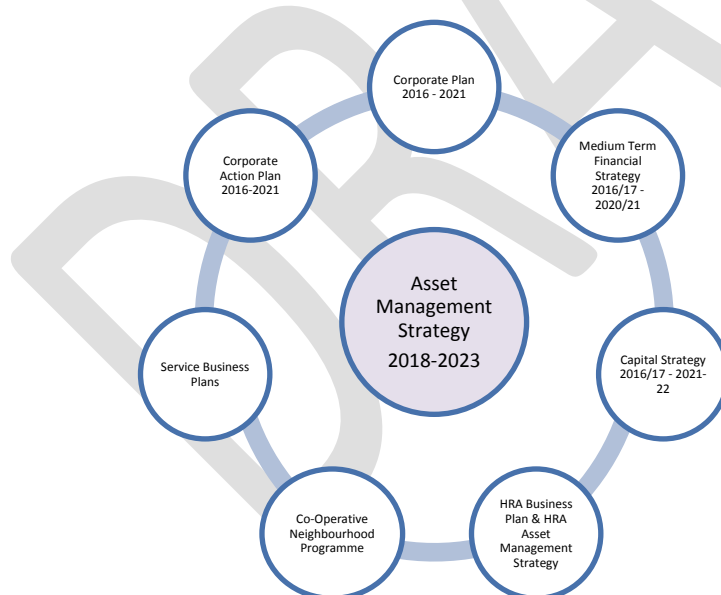 Corporate Plan
2016 - 2021
Medium Term
Financial
Strategy
2016/17 -
2020/21
Capital Strategy
2016/17 - 2021-
22
HRA Business
Plan & HRA
Asset
Management
Strategy
Co-Operative
Neighbourhood
Programme
Service Business
Plans
Corporate
Action Plan
2016-2021
Asset
Management
Strategy
2018-2023